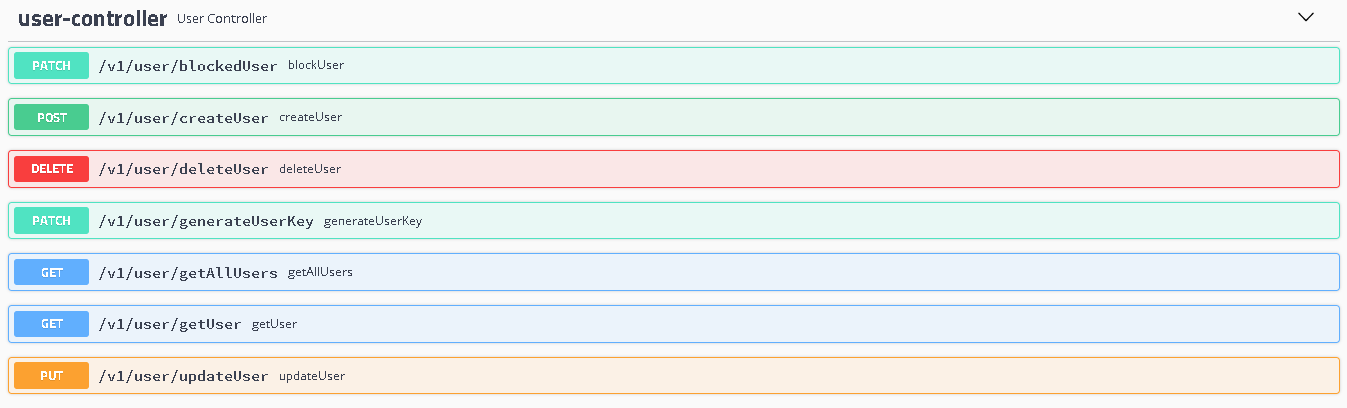 user-controller User Controller
PATCH /v1/user/blockedUser blockUser
POST /v1/user/createUser createUser
DELETE /v1/user/deleteUser deleteUser
PATCH /v1/user/generateUserKey generateUserKey
GET /v1/user/getAllUsers getAllUsers
GET /v1/user/getUser getUser
PUT /v1/user/updateUser updateUser